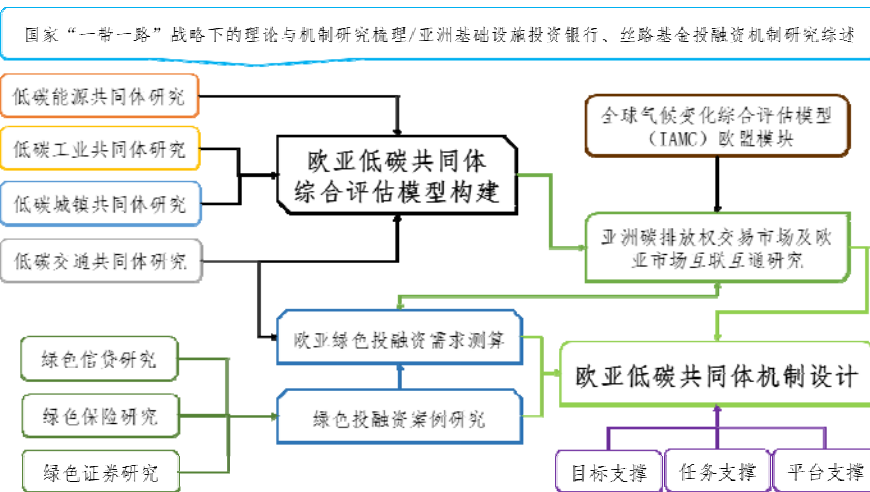 国家“一带一路”战略下的理论与机制研究梳理/亚洲基础设施投资银行、丝路基金投融资机制研究综述
低碳能源共同体研究
低碳工业共同体研究
低碳城镇共同体研究
低碳交通共同体研究
欧亚低碳共同体
综合评估模型构建
全球气候变化综合评估模型
（IAMC）欧盟模块
亚洲碳排放权交易市场及欧
亚市场互联互通研究
绿色信贷研究
绿色保险研究
绿色证券研究
欧亚绿色投融资需求测算
绿色投融资案例研究
欧亚低碳共同体机制设计
目标支撑
任务支撑
平台支撑